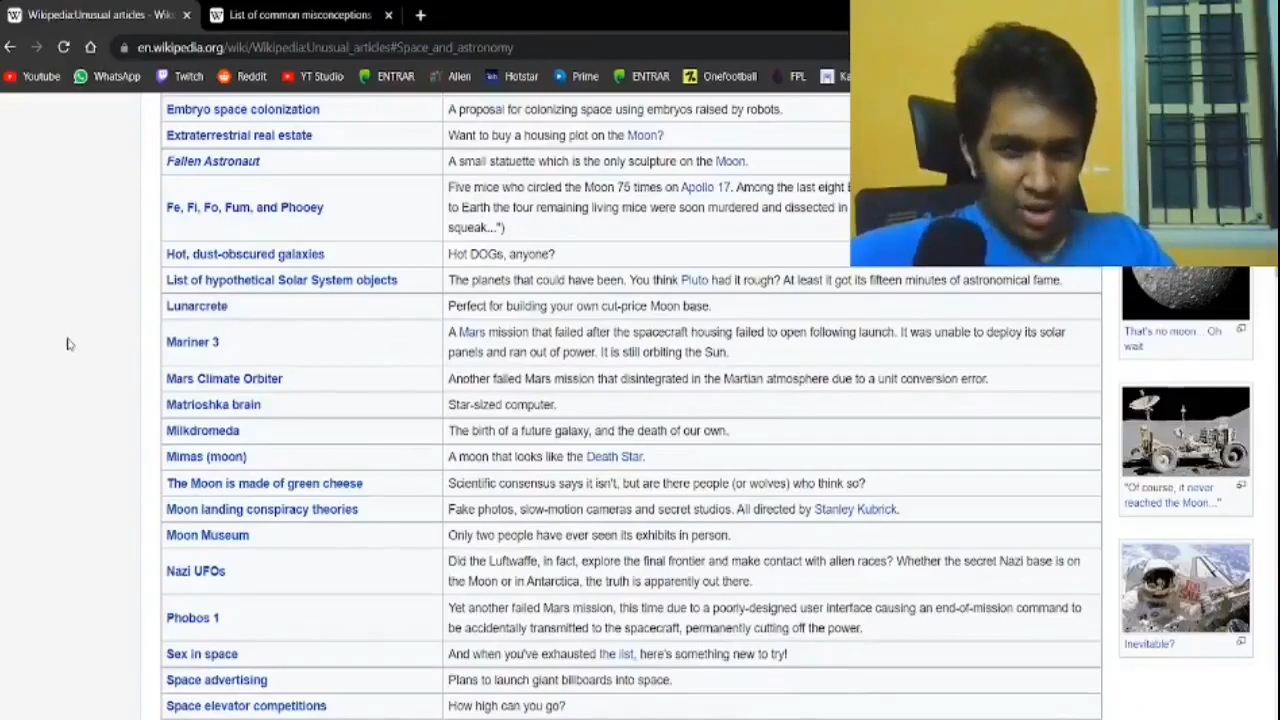 Wikipedia:Unusual articles - Wik
List of common misconceptions
en.wikipedia.org/wiki/Wikipedia:Unusual_articles#Space_and_astronomy
Youtube WhatsApp Twitch Reddit YT Studio ENTRAR Alien Hotstar Prime ENTRAR Onefootball FPL
Embryo space colonization A proposal for colonizing space using embryos raised by robots.
Extraterrestrial real estate Want to buy a housing plot on the Moon?
Fallen Astronaut A small statuette which is the only sculpture on the Moon.
Fe, Fi, Fo, Fum, and Phooey Five mice who circled the Moon 75 times on Apollo 17. Among the last eight
to Earth the four remaining living mice were soon murdered and dissected in
squeak...")
Hot, dust-obscured galaxies Hot DOGs, anyone?
List of hypothetical Solar System objects The planets that could have been. You think Pluto had it rough? At least it got its fifteen minutes of astronomical fame.
Lunarcrete Perfect for building your own cut-price Moon base.
Mariner 3 A Mars mission that failed after the spacecraft housing failed to open following launch. It was unable to deploy its solar
panels and ran out of power. It is still orbiting the Sun.
Mars Climate Orbiter Another failed Mars mission that disintegrated in the Martian atmosphere due to a unit conversion error.
Matrioshka brain Star-sized computer.
Milkdromeda The birth of a future galaxy, and the death of our own.
Mimas (moon) A moon that looks like the Death Star.
The Moon is made of green cheese Scientific consensus says it isn't, but are there people (or wolves) who think so?
Moon landing conspiracy theories Fake photos, slow-motion cameras and secret studios. All directed by Stanley Kubrick.
Moon Museum Only two people have ever seen its exhibits in person.
Nazi UFOs Did the Luftwaffe, in fact, explore the final frontier and make contact with alien races? Whether the secret Nazi base is on
the Moon or in Antarctica, the truth is apparently out there.
Phobos 1 Yet another failed Mars mission, this time due to a poorly-designed user interface causing an end-of-mission command to
be accidentally transmitted to the spacecraft, permanently cutting off the power.
Sex in space And when you've exhausted the list, here's something new to try!
Space advertising Plans to launch giant billboards into space.
Space elevator competitions How high can you go?
That's no moon... Oh
wait
"Of course, it never
reached the Moon..."
Inevitable?